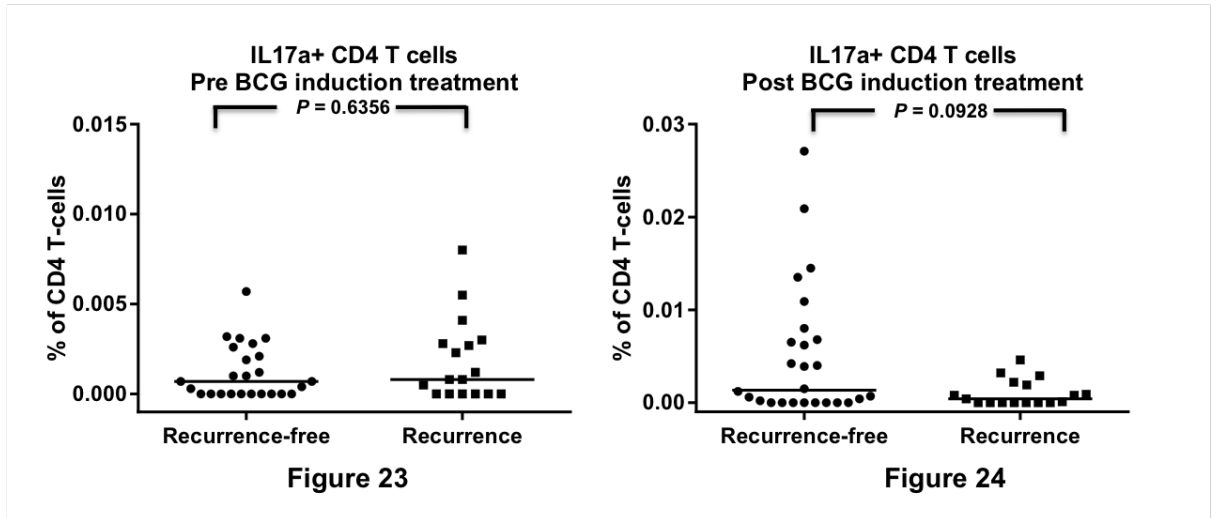 IL17a+ CD4 T cells
Pre BCG induction treatment
P = 0.6356
0.015
0.010
0.005
0.000
% of CD4 T-cells
Recurrence-free
Recurrence
Figure 23
IL17a+ CD4 T cells
Post BCG induction treatment
P = 0.0928
0.03
0.02
0.01
0.00
% of CD4 T-cells
Recurrence-free
Recurrence
Figure 24